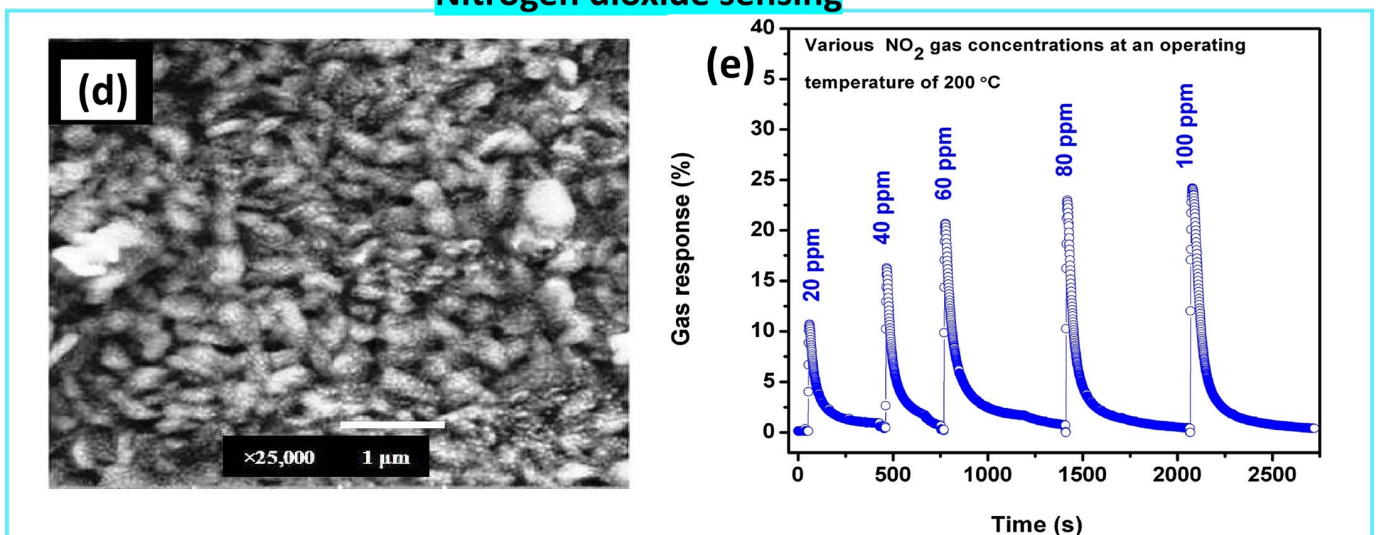 Nitrogen dioxide sensing
(d)
×25,000 1 µm
(e)
Various NO2 gas concentrations at an operating
temperature of 200 °C
20 ppm
40 ppm
60 ppm
80 ppm
100 ppm
Gas response (%)
40
35
30
25
20
15
10
5
0
0 500 1000 1500 2000 2500
Time (s)